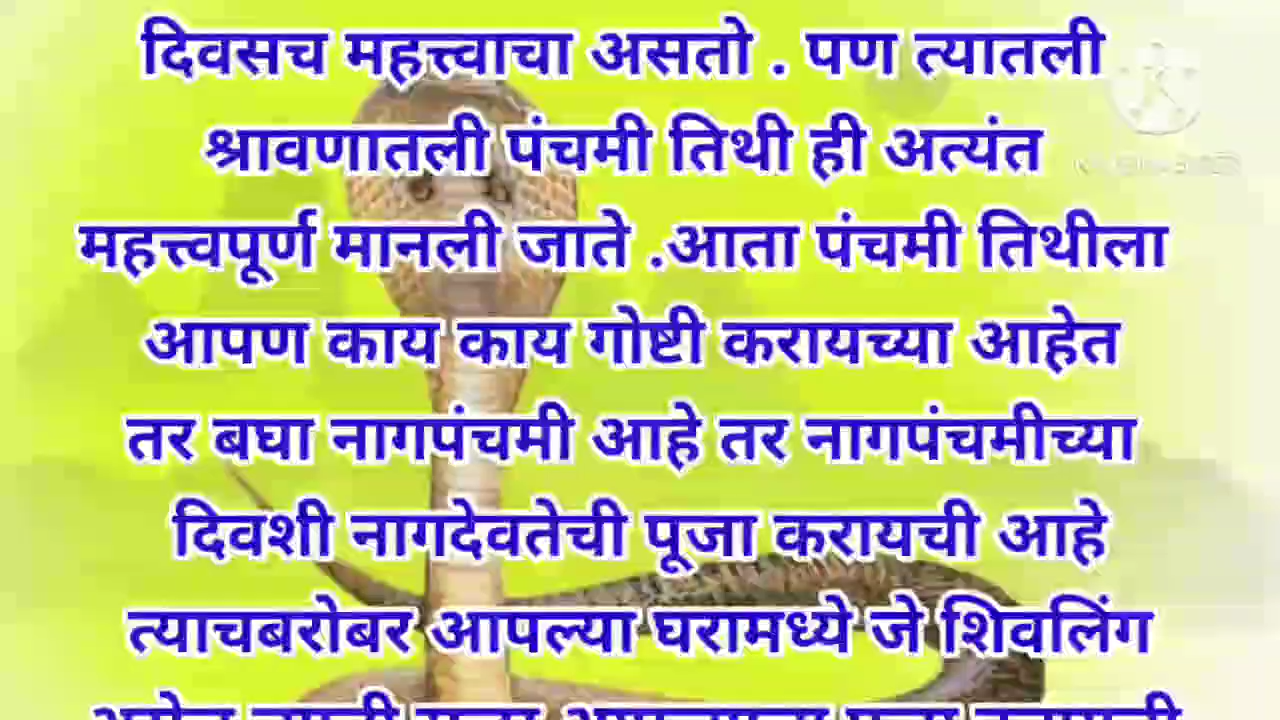 दिवसच महत्त्वाचा असतो . पण त्यातली
श्रावणातली पंचमी तिथी ही अत्यंत
महत्त्वपूर्ण मानली जाते .आता पंचमी तिथीला
आपण काय काय गोष्टी करायच्या आहेत
तर बघा नागपंचमी आहे तर नागपंचमीच्या
दिवशी नागदेवतेची पूजा करायची आहे
त्याचबरोबर आपल्या घरामध्ये जे शिवलिंग